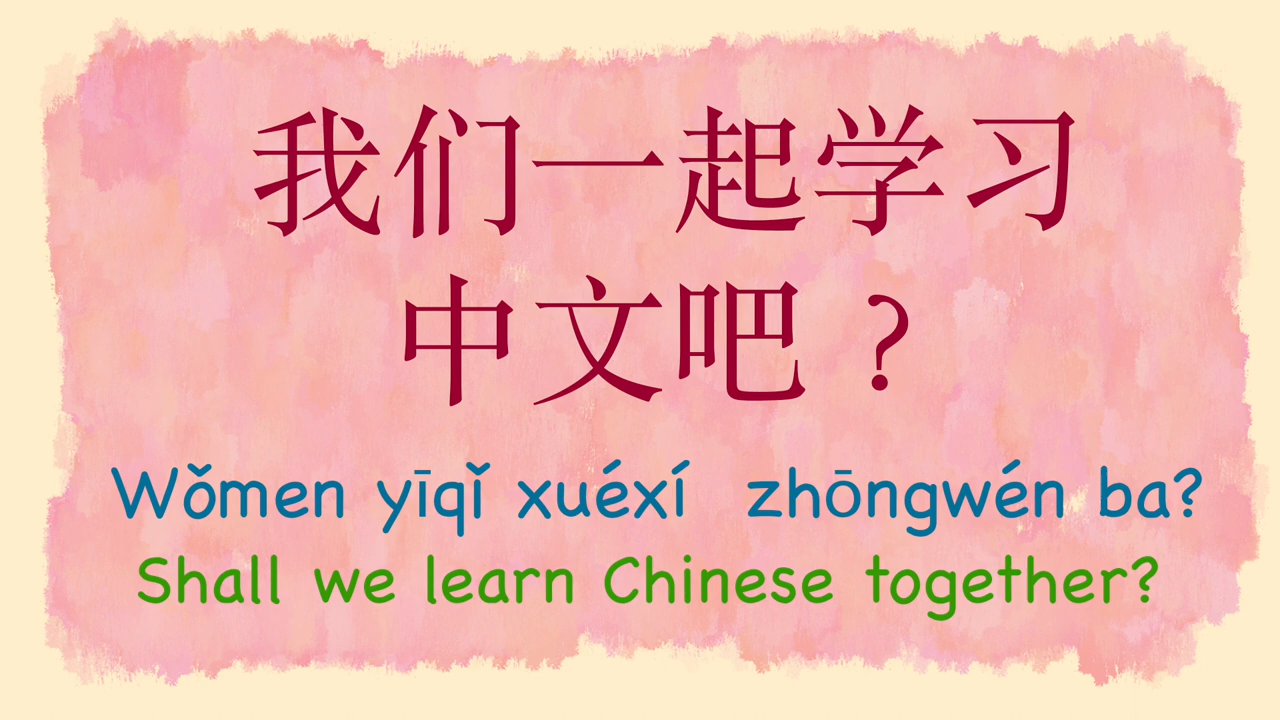 我们一起学习
中文吧？
Wǒmen yīqǐ xuéxí zhōngwén ba?
Shall we learn Chinese together?